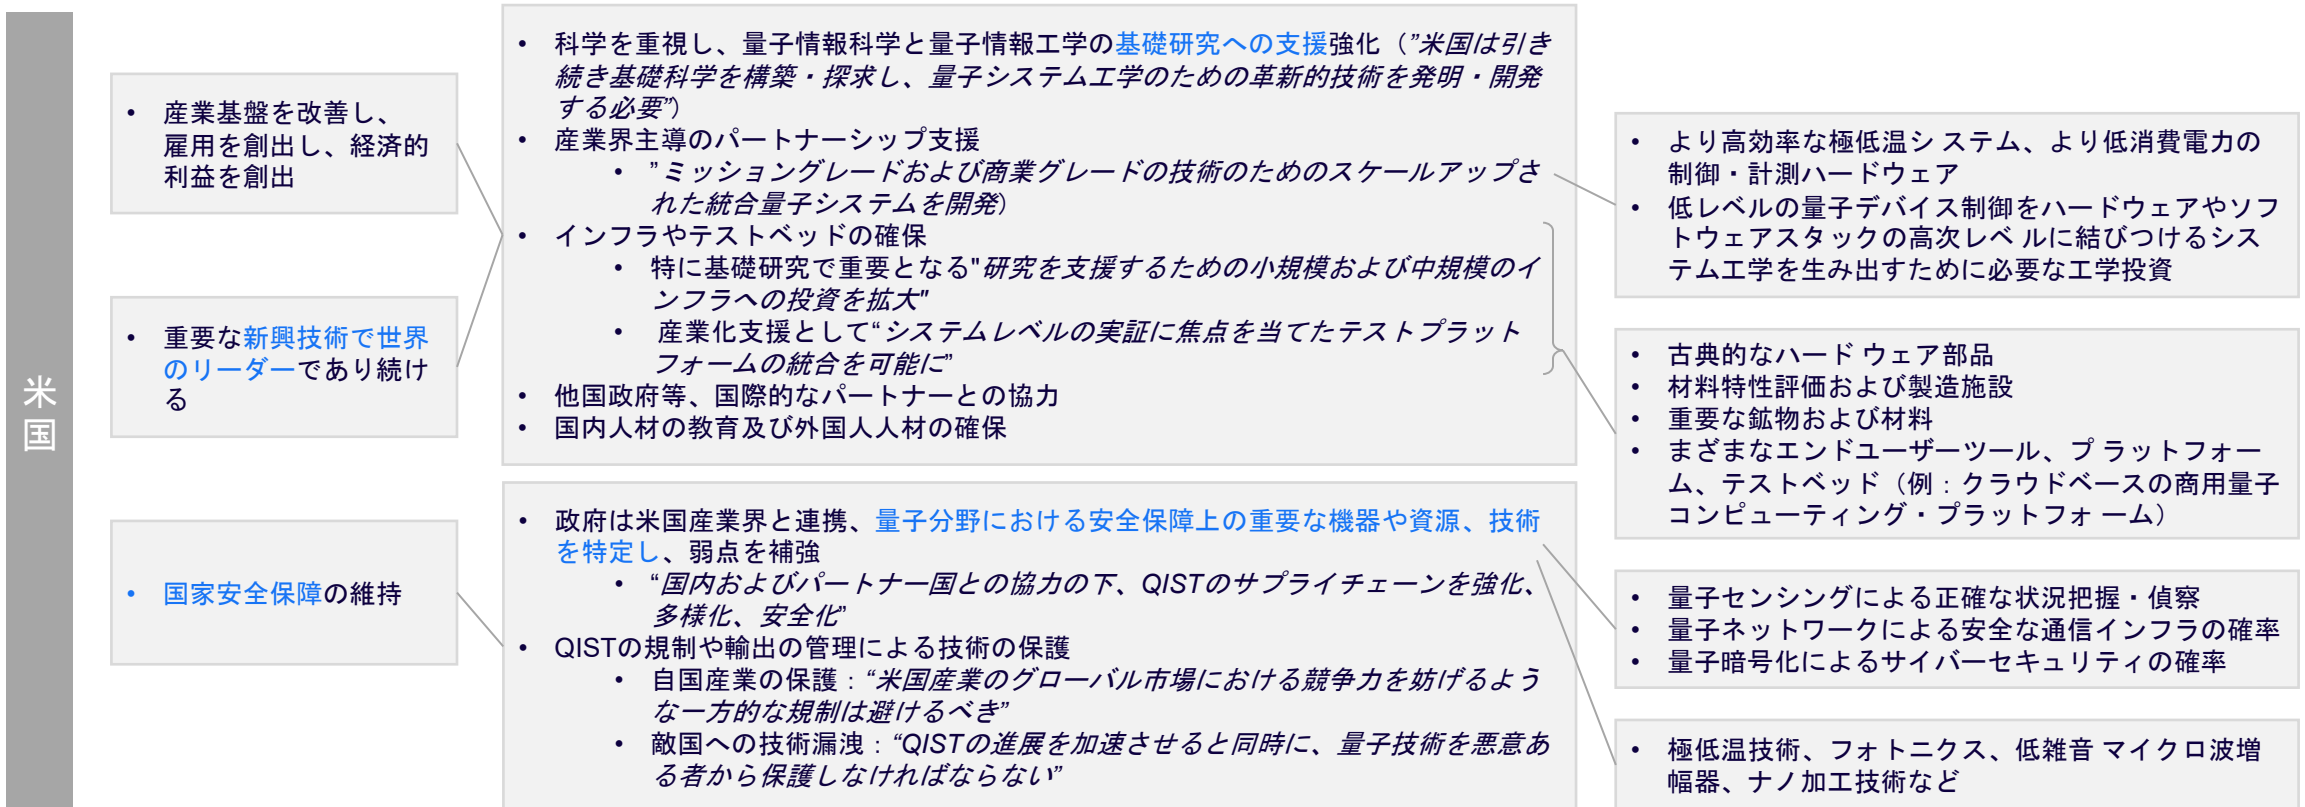 米国
• 産業基盤を改善し、
雇用を創出し、経済的
利益を創出
• 重要な新興技術で世界
のリーダーであり続け
る
• 国家安全保障の維持
• 科学を重視し、量子情報科学と量子情報工学の基礎研究への支援強化（”米国は引き
続き基礎科学を構築・探求し、量子システム工学のための革新的技術を発明・開発
する必要”）
• 産業界主導のパートナーシップ支援
• ”ミッショングレードおよび商業グレードの技術のためのスケールアップさ
れた統合量子システムを開発）
• インフラやテストベッドの確保
• 特に基礎研究で重要となる"研究を支援するための小規模および中規模のイ
ンフラへの投資を拡大"
• 産業化支援として“システムレベルの実証に焦点を当てたテストプラット
フォームの統合を可能に”
• 他国政府等、国際的なパートナーとの協力
• 国内人材の教育及び外国人人材の確保
• 政府は米国産業界と連携、量子分野における安全保障上の重要な機器や資源、技術
を特定し、弱点を補強
• “国内およびパートナー国との協力の下、QISTのサプライチェーンを強化、
多様化、安全化”
• QISTの規制や輸出の管理による技術の保護
• 自国産業の保護：“米国産業のグローバル市場における競争力を妨げるよう
な一方的な規制は避けるべき”
• 敵国への技術漏洩：“QISTの進展を加速させると同時に、量子技術を悪意あ
る者から保護しなければならない”
• より高効率な極低温シ ステム、より低消費電力の
制御・計測ハードウェア
• 低レベルの量子デバイス制御をハードウェアやソフ
トウェアスタックの高次レベ ルに結びつけるシス
テム工学を生み出すために必要な工学投資
• 古典的なハード ウェア部品
• 材料特性評価および製造施設
• 重要な鉱物および材料
• まざまなエンドユーザーツール、プ ラットフォー
ム、テストベッド（例：クラウドベースの商用量子
コンピューティング・プラットフォ ーム）
• 量子センシングによる正確な状況把握・偵察
• 量子ネットワークによる安全な通信インフラの確率
• 量子暗号化によるサイバーセキュリティの確率
• 極低温技術、フォトニクス、低雑音 マイクロ波増
幅器、ナノ加工技術など